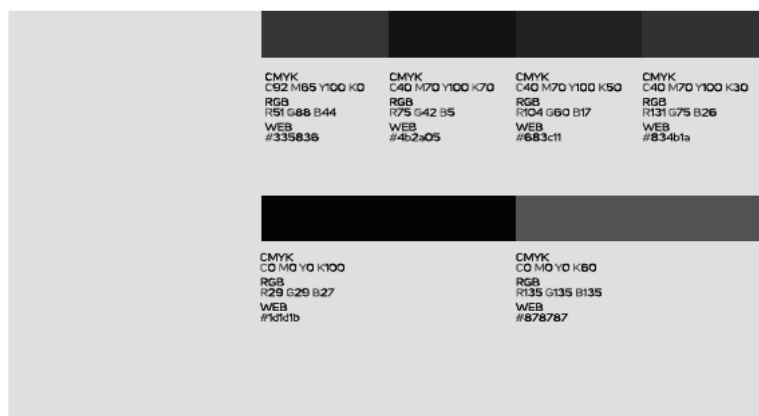 CMYK
C92 M65 Y100 K0
RGB
R51 G88 B44
WEB
#335836
CMYK
C40 M70 Y100 K70
RGB
R75 G42 B5
WEB
#4b2a05
CMYK
C40 M70 Y100 K50
RGB
R104 G60 B17
WEB
#683c11
CMYK
C40 M70 Y100 K30
RGB
R131 G75 B26
WEB
#834b1a
CMYK
C0 M0 Y0 K100
RGB
R29 G29 B27
WEB
#1d1d1b
CMYK
C0 M0 Y0 K60
RGB
R135 G135 B135
WEB
#878787